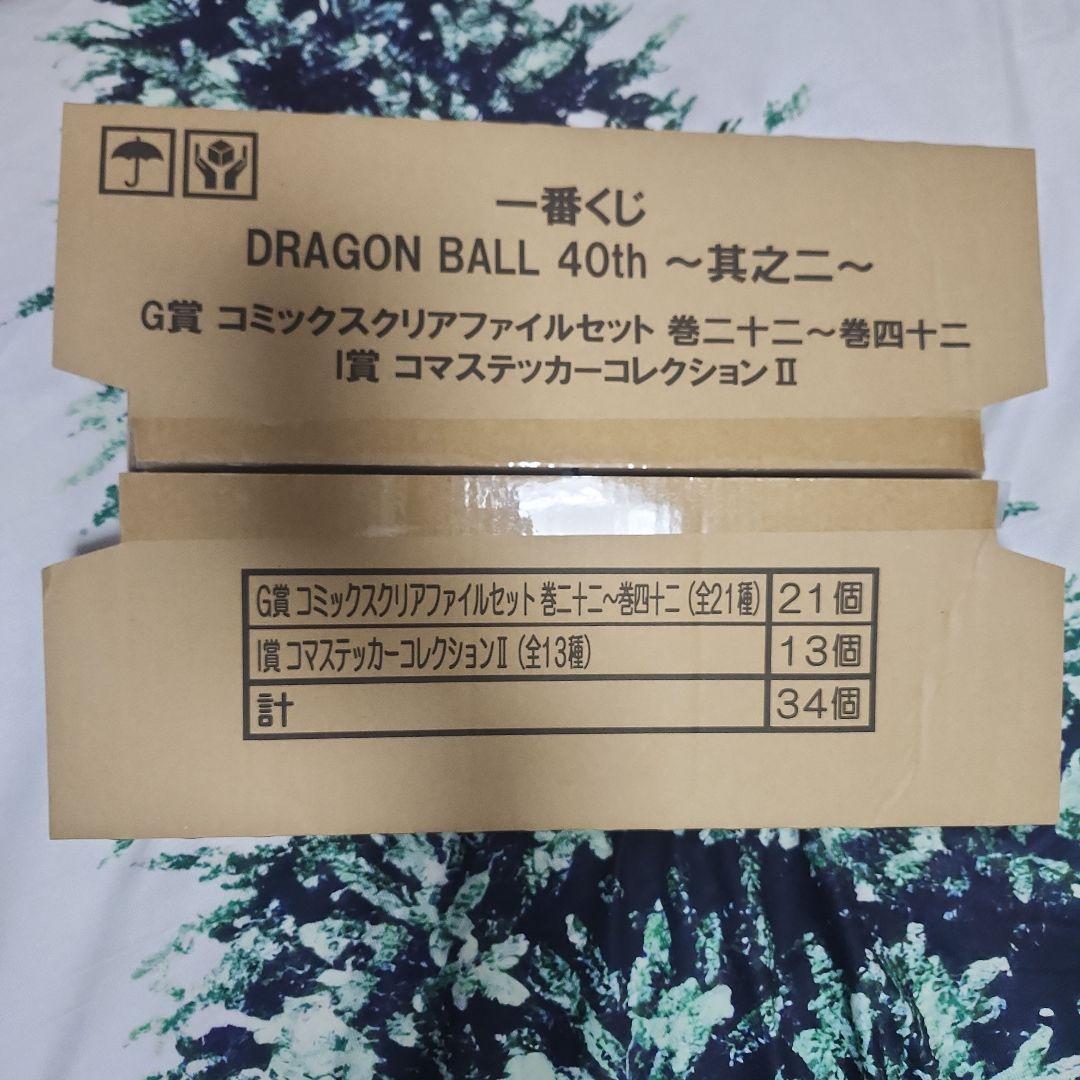 一番くじ
DRAGON BALL 40th ～其之二～
G賞 コミックスクリアファイルセット 巻二十二～巻四十二
I賞 コマステッカーコレクションⅡ
G賞 コミックスクリアファイルセット 巻二十二～巻四十二（全21種） 21個
I賞 コマステッカーコレクションⅡ（全13種） 13個
計 34個